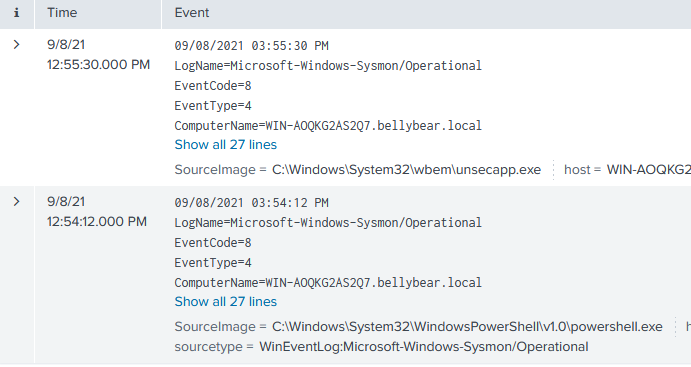 i Time Event
9/8/21 09/08/2021 03:55:30 PM
12:55:30.000 PM LogName=Microsoft-Windows-Sysmon/Operational
EventCode=8
EventType=4
ComputerName=WIN-AOQKG2AS2Q7.bellybear.local
Show all 27 lines
SourceImage = C:\Windows\System32\wbem\unsecapp.exe host = WIN-AOQKG2
9/8/21 09/08/2021 03:54:12 PM
12:54:12.000 PM LogName=Microsoft-Windows-Sysmon/Operational
EventCode=8
EventType=4
ComputerName=WIN-AOQKG2AS2Q7.bellybear.local
Show all 27 lines
SourceImage = C:\Windows\System32\WindowsPowerShell\v1.0\powershell.exe
sourcetype = WinEventLog:Microsoft-Windows-Sysmon/Operational